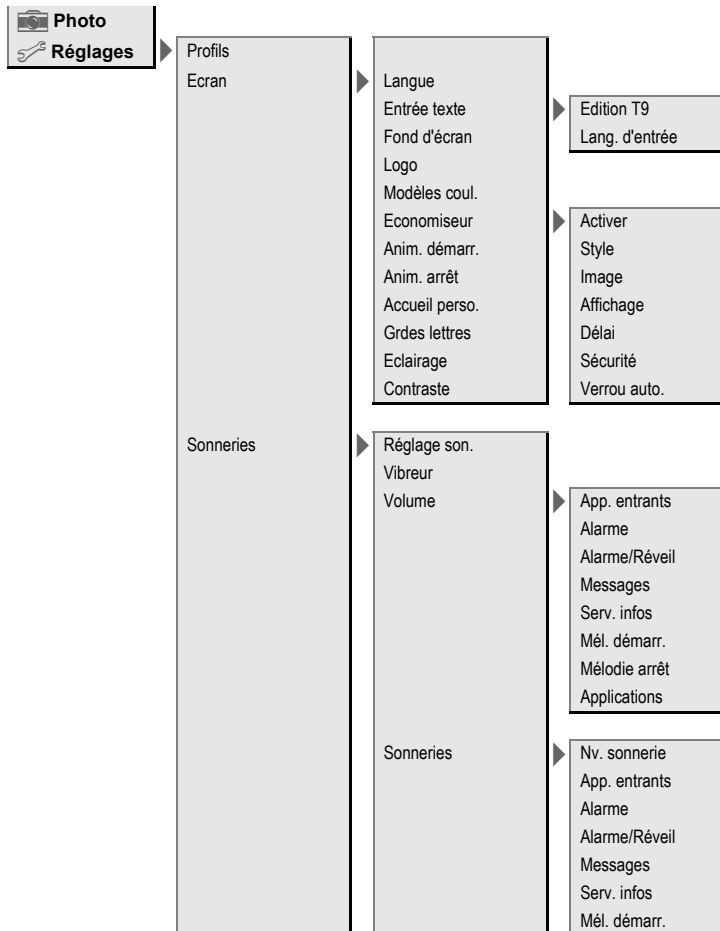 Photo
Réglages
Profils
Ecran
Langue
Entrée texte
Edition T9
Fond d'écran
Lang. d'entrée
Logo
Modèles coul.
Economiseur
Activer
Anim. démarr.
Style
Anim. arrêt
Image
Accueil perso.
Affichage
Grdes lettres
Délai
Eclairage
Sécurité
Contraste
Verrou auto.
Sonneries
Réglage son.
Vibreur
Volume
App. entrants
Alarme
Alarme/Réveil
Messages
Serv. infos
Mél. démarr.
Mélodie arrêt
Applications
Sonneries
Nv. sonnerie
App. entrants
Alarme
Alarme/Réveil
Messages
Serv. infos
Mél. démarr.